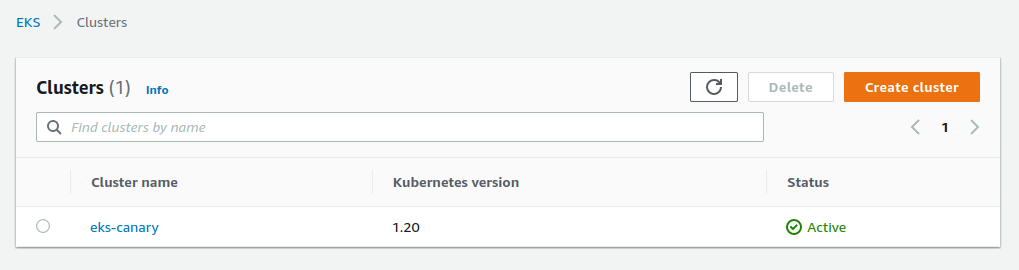 EKS > Clusters
Clusters (1) Info Delete Create cluster
Find clusters by name 1
Cluster name Kubernetes version Status
eks-canary 1.20 Active